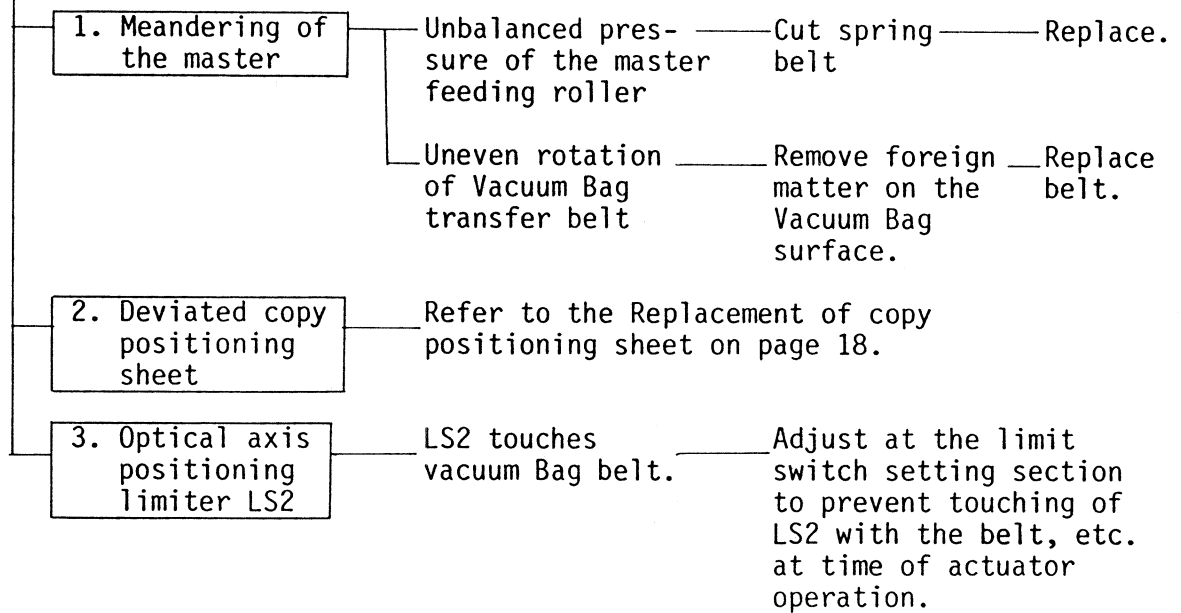 1. Meandering of
the master
Unbalanced pres-
sure of the master
feeding roller
Cut spring
belt
Replace.
Uneven rotation
of Vacuum Bag
transfer belt
Remove foreign
matter on the
Vacuum Bag
surface.
Replace
belt.
2. Deviated copy
positioning
sheet
Refer to the Replacement of copy
positioning sheet on page 18.
3. Optical axis
positioning
limiter LS2
LS2 touches
vacuum Bag belt.
Adjust at the limit
switch setting section
to prevent touching of
LS2 with the belt, etc.
at time of actuator
operation.